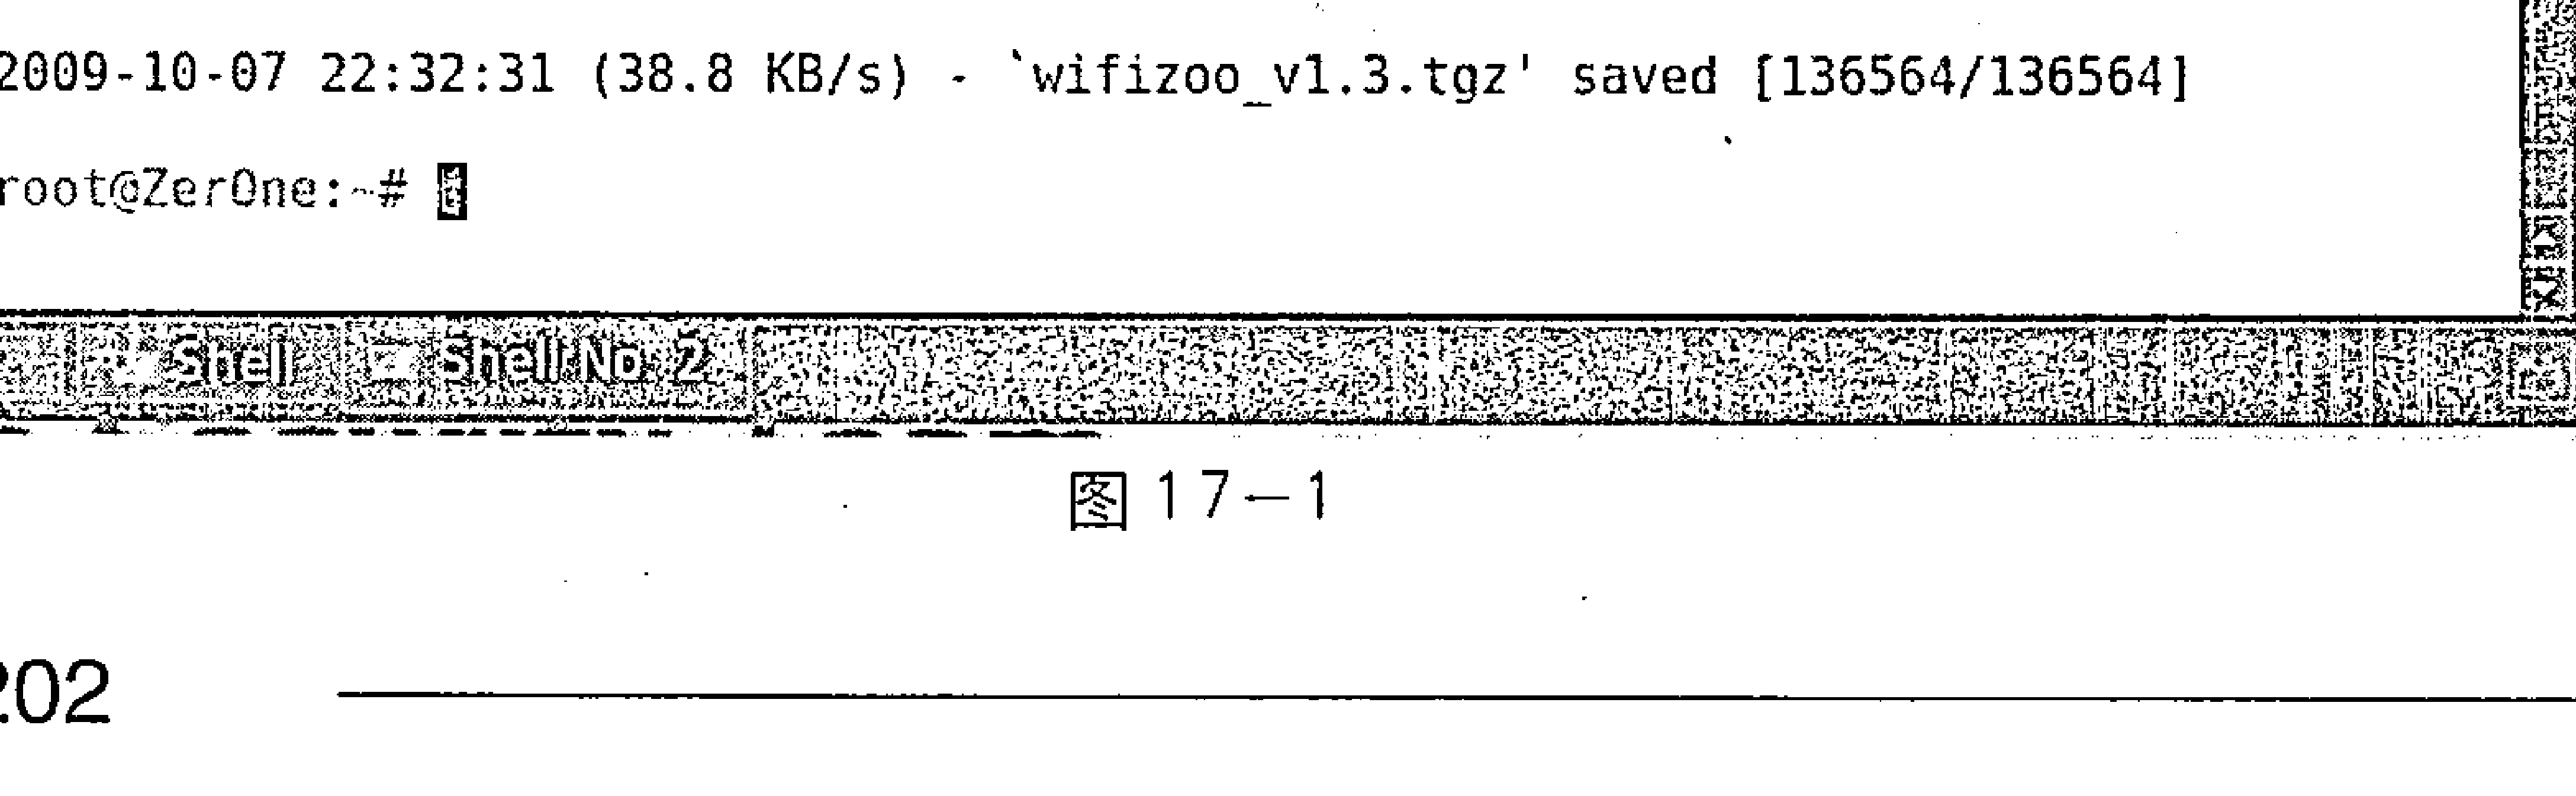 2009-10-07 22:32:31 (38.8 KB/s) - `wifizoo_v1.3.tgz' saved [136564/136564]
root@ZerOne:~#
Shell Shell No. 2
图 17-1
202